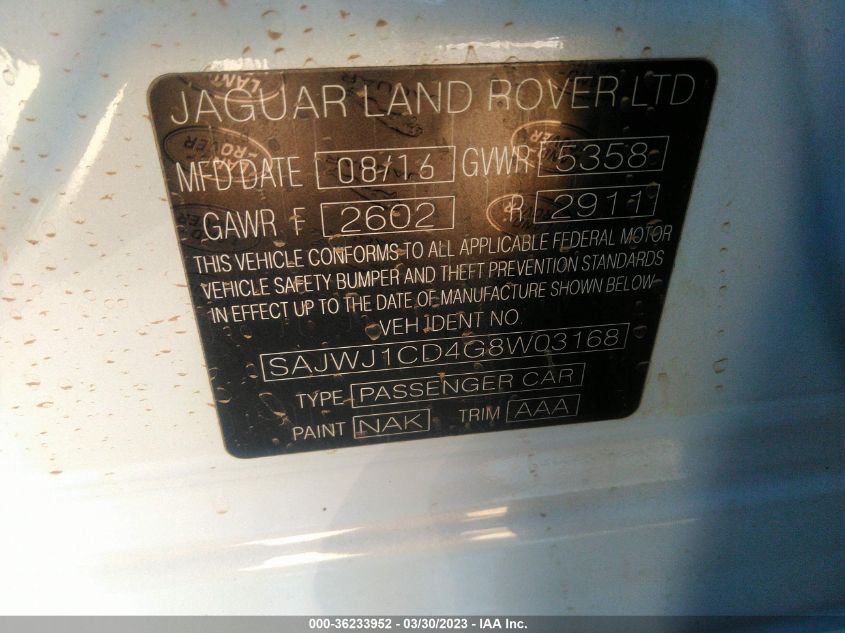 JAGUAR LAND ROVER LTD
MFD DATE 08/16 GVWR 5358
GAWR F 2602 R 2911
THIS VEHICLE CONFORMS TO ALL APPLICABLE FEDERAL MOTOR
VEHICLE SAFETY BUMPER AND THEFT PREVENTION STANDARDS
IN EFFECT UP TO THE DATE OF MANUFACTURE SHOWN BELOW
VEH IDENT NO.
SAJWJ1CD4G8W03168
TYPE PASSENGER CAR
PAINT NAK TRIM AAA
000-36233952 - 03/30/2023 - IAA Inc.